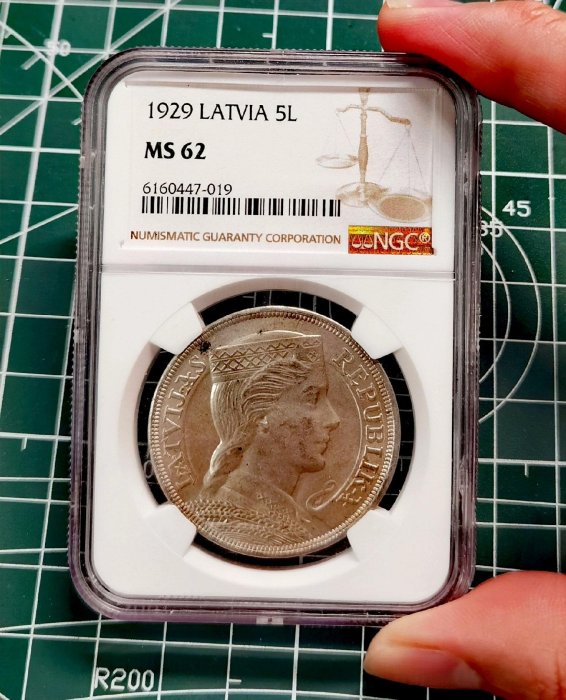 1929 LATVIA 5L
MS 62
6160447-019
NUMISMATIC GUARANTY CORPORATION
NGC®
LATVIJAS REPUBLIKA
45
R200